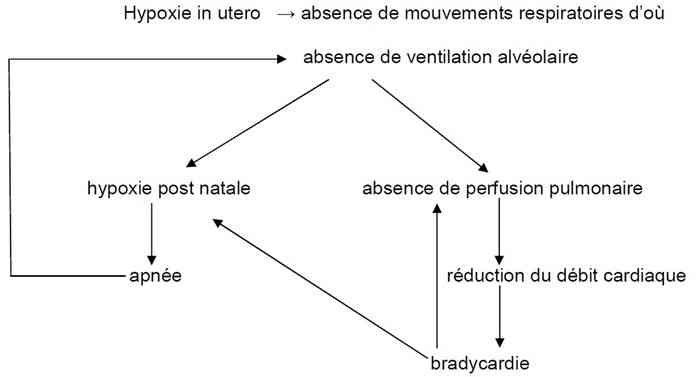 Hypoxie in utero → absence de mouvements respiratoires d'où
absence de ventilation alvéolaire
hypoxie post natale
absence de perfusion pulmonaire
apnée
réduction du débit cardiaque
bradycardie